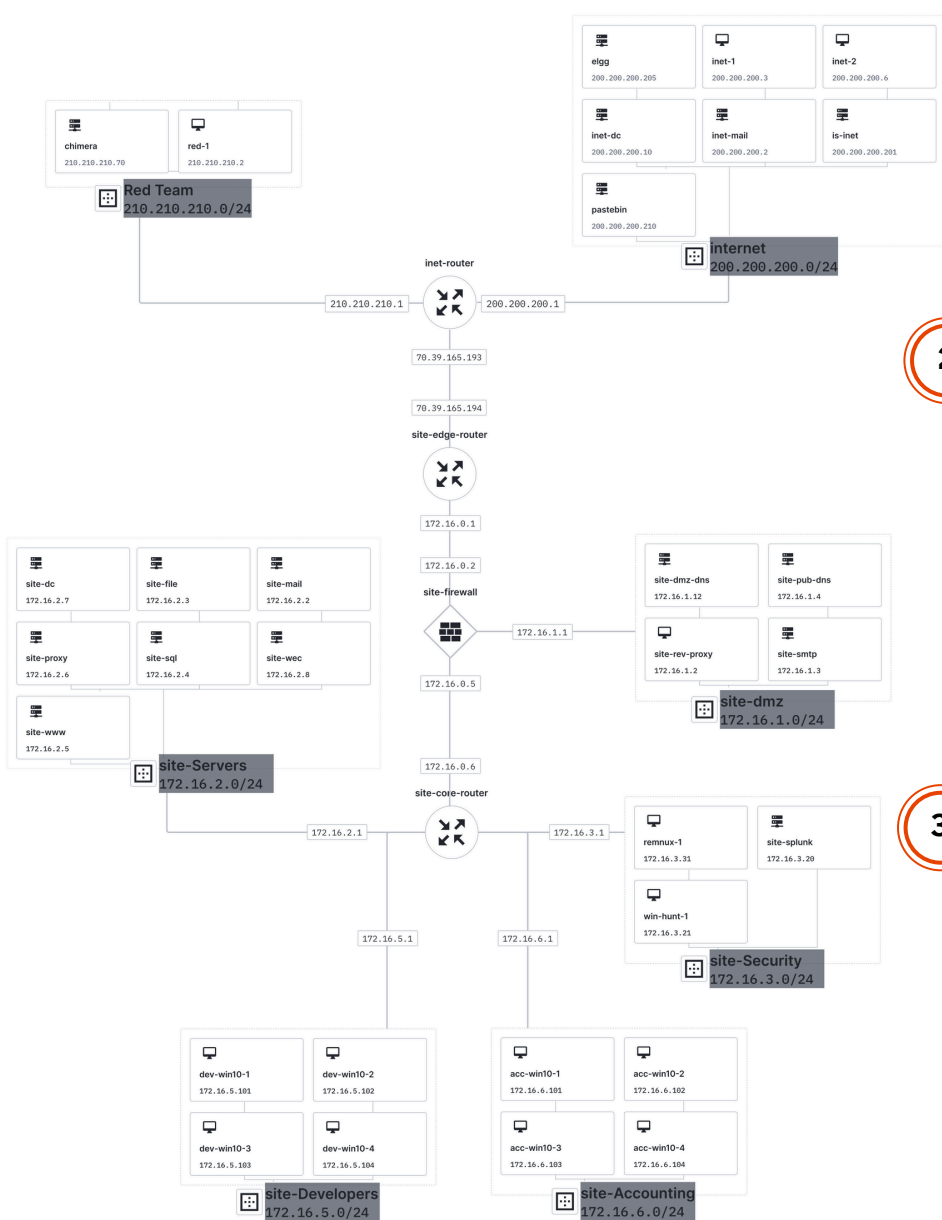 elgg
200.200.200.205
inet-1
200.200.200.3
inet-2
200.200.200.6
inet-dc
200.200.200.10
inet-mail
200.200.200.2
is-inet
200.200.200.201
pastebin
200.200.200.210
internet
200.200.200.0/24
chimera
210.210.210.70
red-1
210.210.210.2
Red Team
210.210.210.0/24
inet-router
210.210.210.1
200.200.200.1
70.39.165.193
2
70.39.165.194
site-edge-router
172.16.0.1
172.16.0.2
site-firewall
172.16.1.1
172.16.0.5
site-dc
172.16.2.7
site-file
172.16.2.3
site-mail
172.16.2.2
site-proxy
172.16.2.6
site-sql
172.16.2.4
site-wec
172.16.2.8
site-www
172.16.2.5
site-Servers
172.16.2.0/24
site-dmz-dns
172.16.1.12
site-pub-dns
172.16.1.4
site-rev-proxy
172.16.1.2
site-smtp
172.16.1.3
site-dmz
172.16.1.0/24
172.16.0.6
site-core-router
172.16.2.1
172.16.3.1
remnux-1
172.16.3.31
site-splunk
172.16.3.20
win-hunt-1
172.16.3.21
site-Security
172.16.3.0/24
3
172.16.5.1
172.16.6.1
dev-win10-1
172.16.5.101
dev-win10-2
172.16.5.102
dev-win10-3
172.16.5.103
dev-win10-4
172.16.5.104
site-Developers
172.16.5.0/24
acc-win10-1
172.16.6.101
acc-win10-2
172.16.6.102
acc-win10-3
172.16.6.103
acc-win10-4
172.16.6.104
site-Accounting
172.16.6.0/24